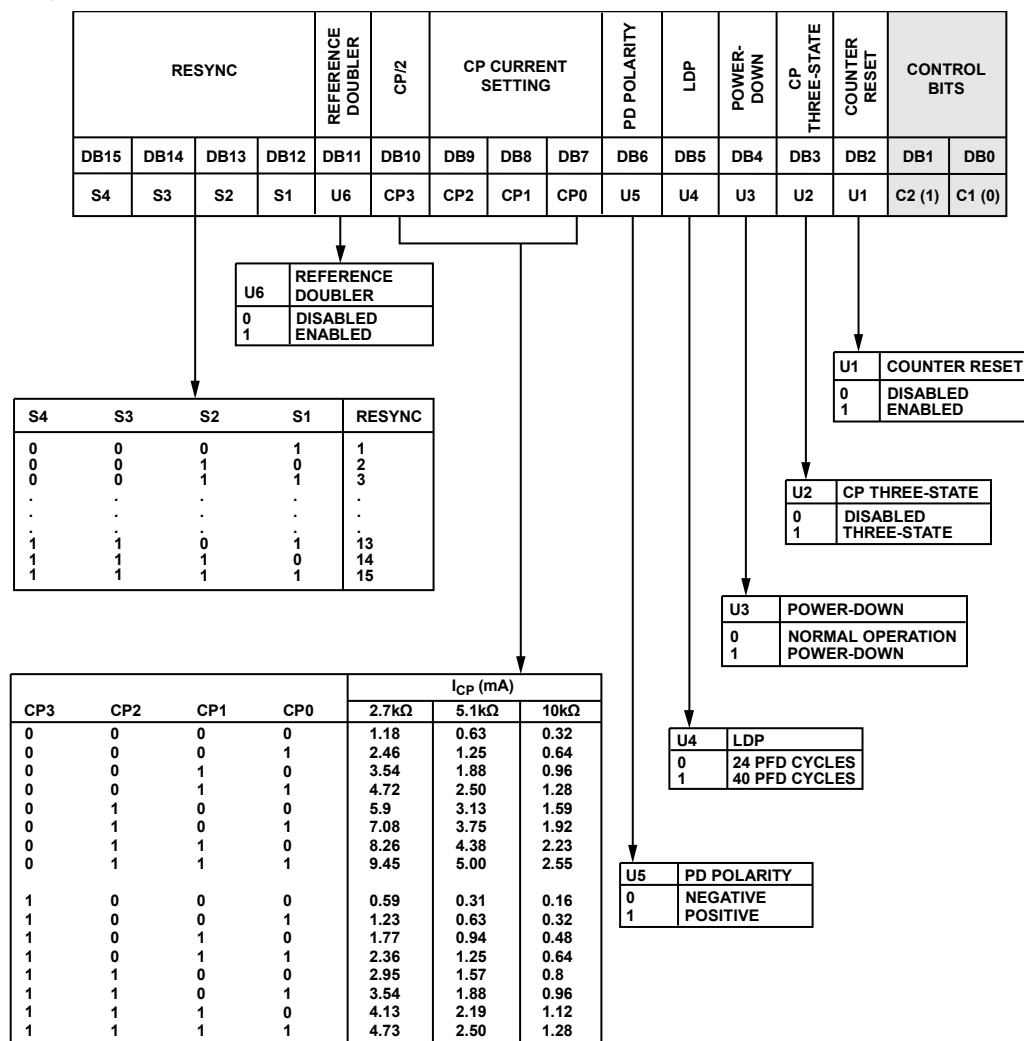 RESYNC
REFERENCE
DOUBLER
CP/2
CP CURRENT
SETTING
PD POLARITY
LDP
POWER-
DOWN
CP
THREE-STATE
COUNTER
RESET
CONTROL
BITS
DB15 DB14 DB13 DB12 DB11 DB10 DB9 DB8 DB7 DB6 DB5 DB4 DB3 DB2 DB1 DB0
S4 S3 S2 S1 U6 CP3 CP2 CP1 CP0 U5 U4 U3 U2 U1 C2 (1) C1 (0)
U6 REFERENCE
DOUBLER
0 DISABLED
1 ENABLED
U1 COUNTER RESET
0 DISABLED
1 ENABLED
S4 S3 S2 S1 RESYNC
0 0 0 1 1
0 0 1 0 2
0 0 1 1 3
. . . . .
. . . . .
. . . . .
1 1 0 1 13
1 1 1 0 14
1 1 1 1 15
U2 CP THREE-STATE
0 DISABLED
1 THREE-STATE
U3 POWER-DOWN
0 NORMAL OPERATION
1 POWER-DOWN
ICP (mA)
CP3 CP2 CP1 CP0 2.7kΩ 5.1kΩ 10kΩ
0 0 0 0 1.18 0.63 0.32
0 0 0 1 2.46 1.25 0.64
0 0 1 0 3.54 1.88 0.96
0 0 1 1 4.72 2.50 1.28
0 1 0 0 5.9 3.13 1.59
0 1 0 1 7.08 3.75 1.92
0 1 1 0 8.26 4.38 2.23
0 1 1 1 9.45 5.00 2.55
1 0 0 0 0.59 0.31 0.16
1 0 0 1 1.23 0.63 0.32
1 0 1 0 1.77 0.94 0.48
1 0 1 1 2.36 1.25 0.64
1 1 0 0 2.95 1.57 0.8
1 1 0 1 3.54 1.88 0.96
1 1 1 0 4.13 2.19 1.12
1 1 1 1 4.73 2.50 1.28
U4 LDP
0 24 PFD CYCLES
1 40 PFD CYCLES
U5 PD POLARITY
0 NEGATIVE
1 POSITIVE